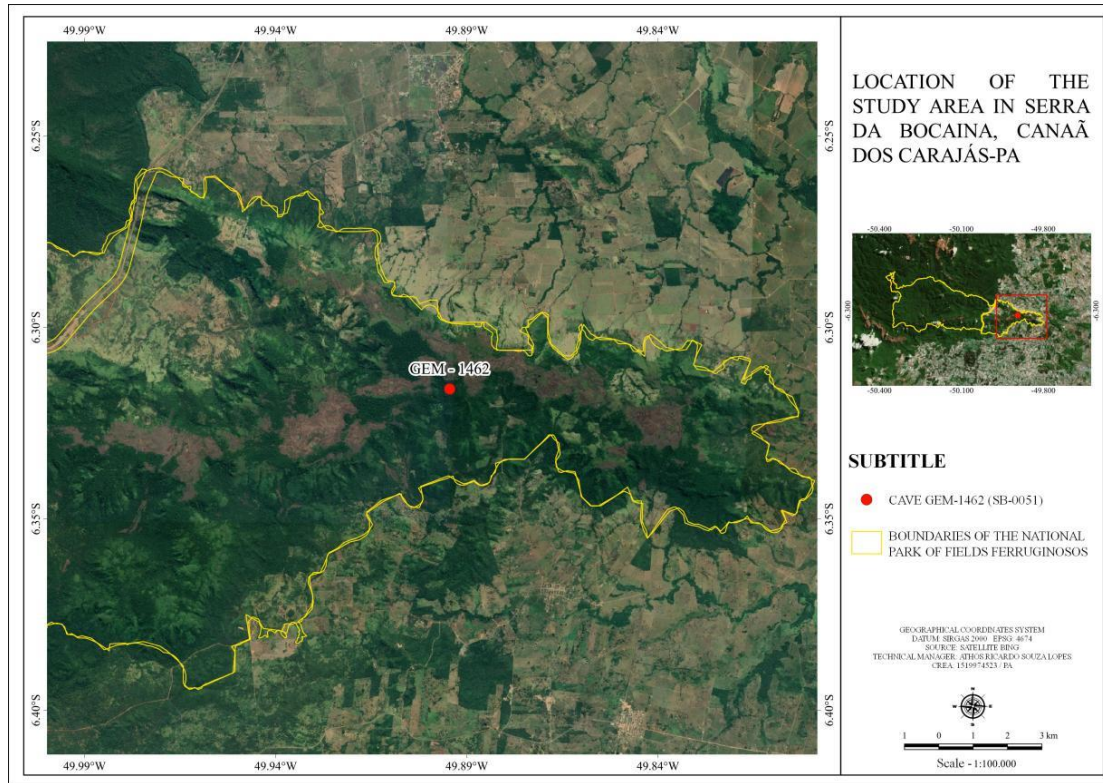 49.99°W
49.94°W
49.89°W
49.84°W
6.25°S
6.25°S
6.30°S
6.30°S
GEM - 1462
6.35°S
6.35°S
6.40°S
6.40°S
49.99°W
49.94°W
49.89°W
49.84°W
LOCATION OF THE
STUDY AREA IN SERRA
DA BOCAINA, CANAÃ
DOS CARAJÁS-PA
-50.400
-50.100
-49.800
-6.300
-6.300
-50.400
-50.100
-49.800
SUBTITLE
CAVE GEM-1462 (SB-0051)
BOUNDARIES OF THE NATIONAL
PARK OF FIELDS FERRUGINOSOS
GEOGRAPHICAL COORDINATES SYSTEM
DATUM: SIRGAS 2000 EPSG: 4674
SOURCE: SATELLITE BING
TECHNICAL MANAGER: ATHOS RICARDO SOUZA LOPES
CREA: 1519974523 / PA
N
W
E
S
1 0 1 2 3 km
Scale - 1:100.000